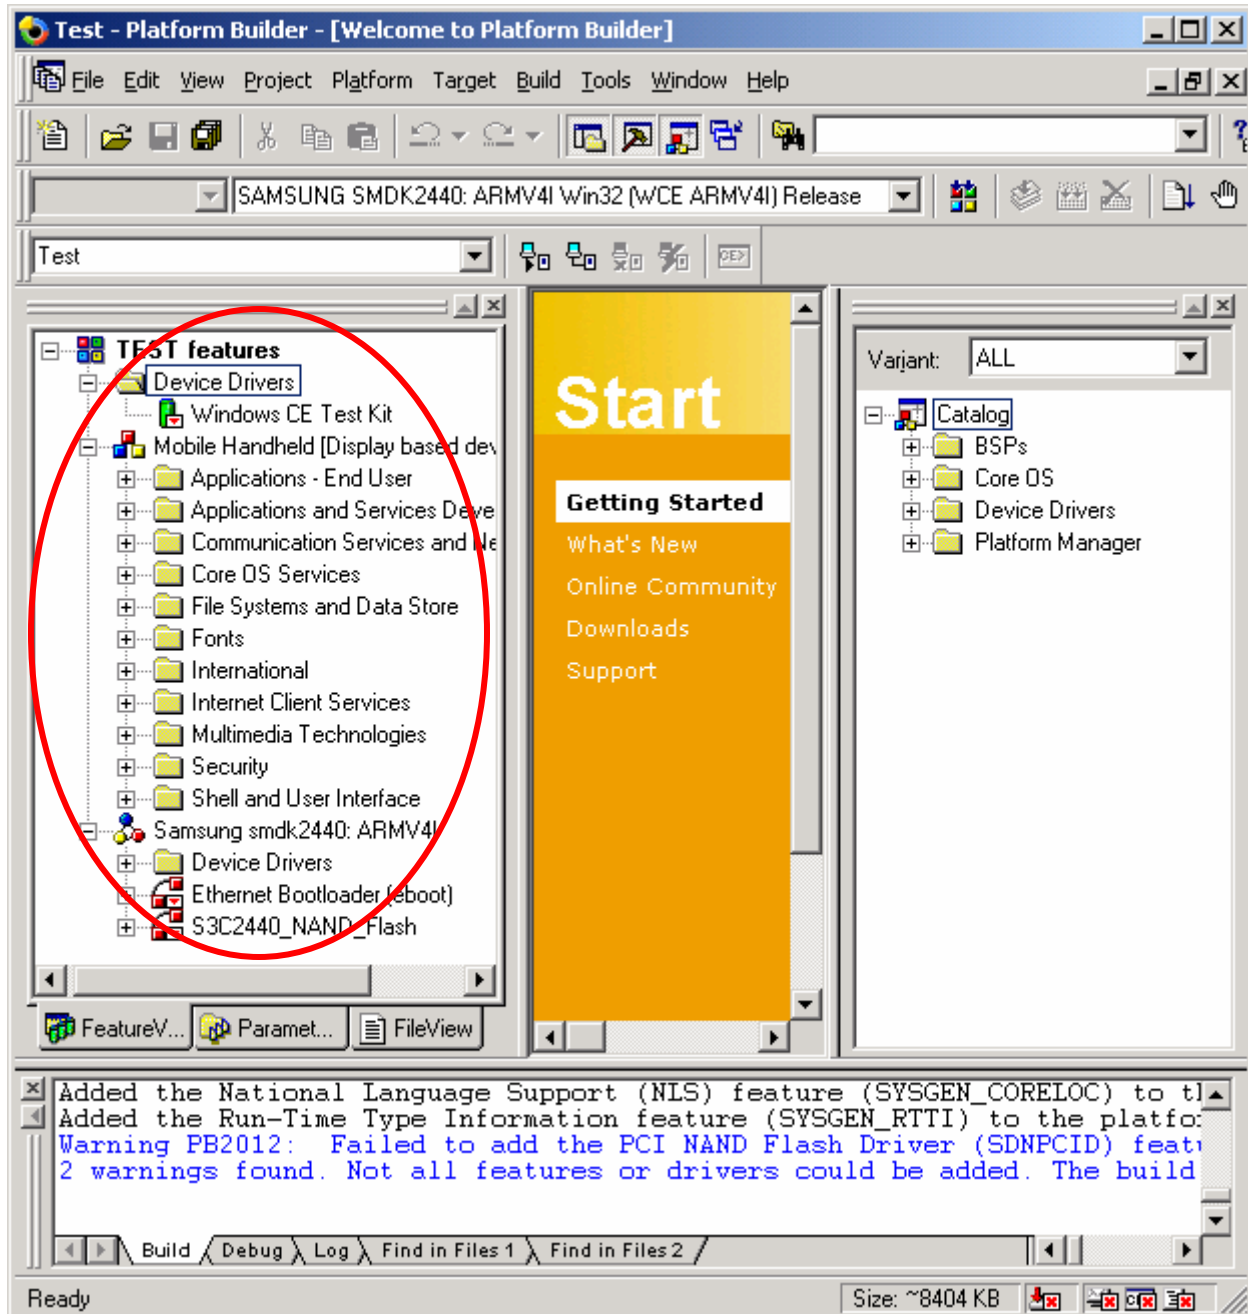 Test - Platform Builder - [Welcome to Platform Builder]
File Edit View Project Platform Target Build Tools Window Help
SAMSUNG SMDK2440: ARMV4I Win32 (WCE ARMV4I) Release
Test
TEST features
Device Drivers
Windows CE Test Kit
Mobile Handheld [Display based dev
Applications - End User
Applications and Services Deve
Communication Services and Ne
Core OS Services
File Systems and Data Store
Fonts
International
Internet Client Services
Multimedia Technologies
Security
Shell and User Interface
Samsung smdk2440: ARMV4I
Device Drivers
Ethernet Bootloader (eboot)
S3C2440_NAND_Flash
FeatureV... Paramet... FileView
Start
Getting Started
What's New
Online Community
Downloads
Support
Variant: ALL
Catalog
BSPs
Core OS
Device Drivers
Platform Manager
Added the National Language Support (NLS) feature (SYSGEN_CORELOC) to tl
Added the Run-Time Type Information feature (SYSGEN_RTTI) to the platfo
Warning PB2012: Failed to add the PCI NAND Flash Driver (SDNPCID) featu
2 warnings found. Not all features or drivers could be added. The build
Build Debug Log Find in Files 1 Find in Files 2
Ready
Size: ~8404 KB